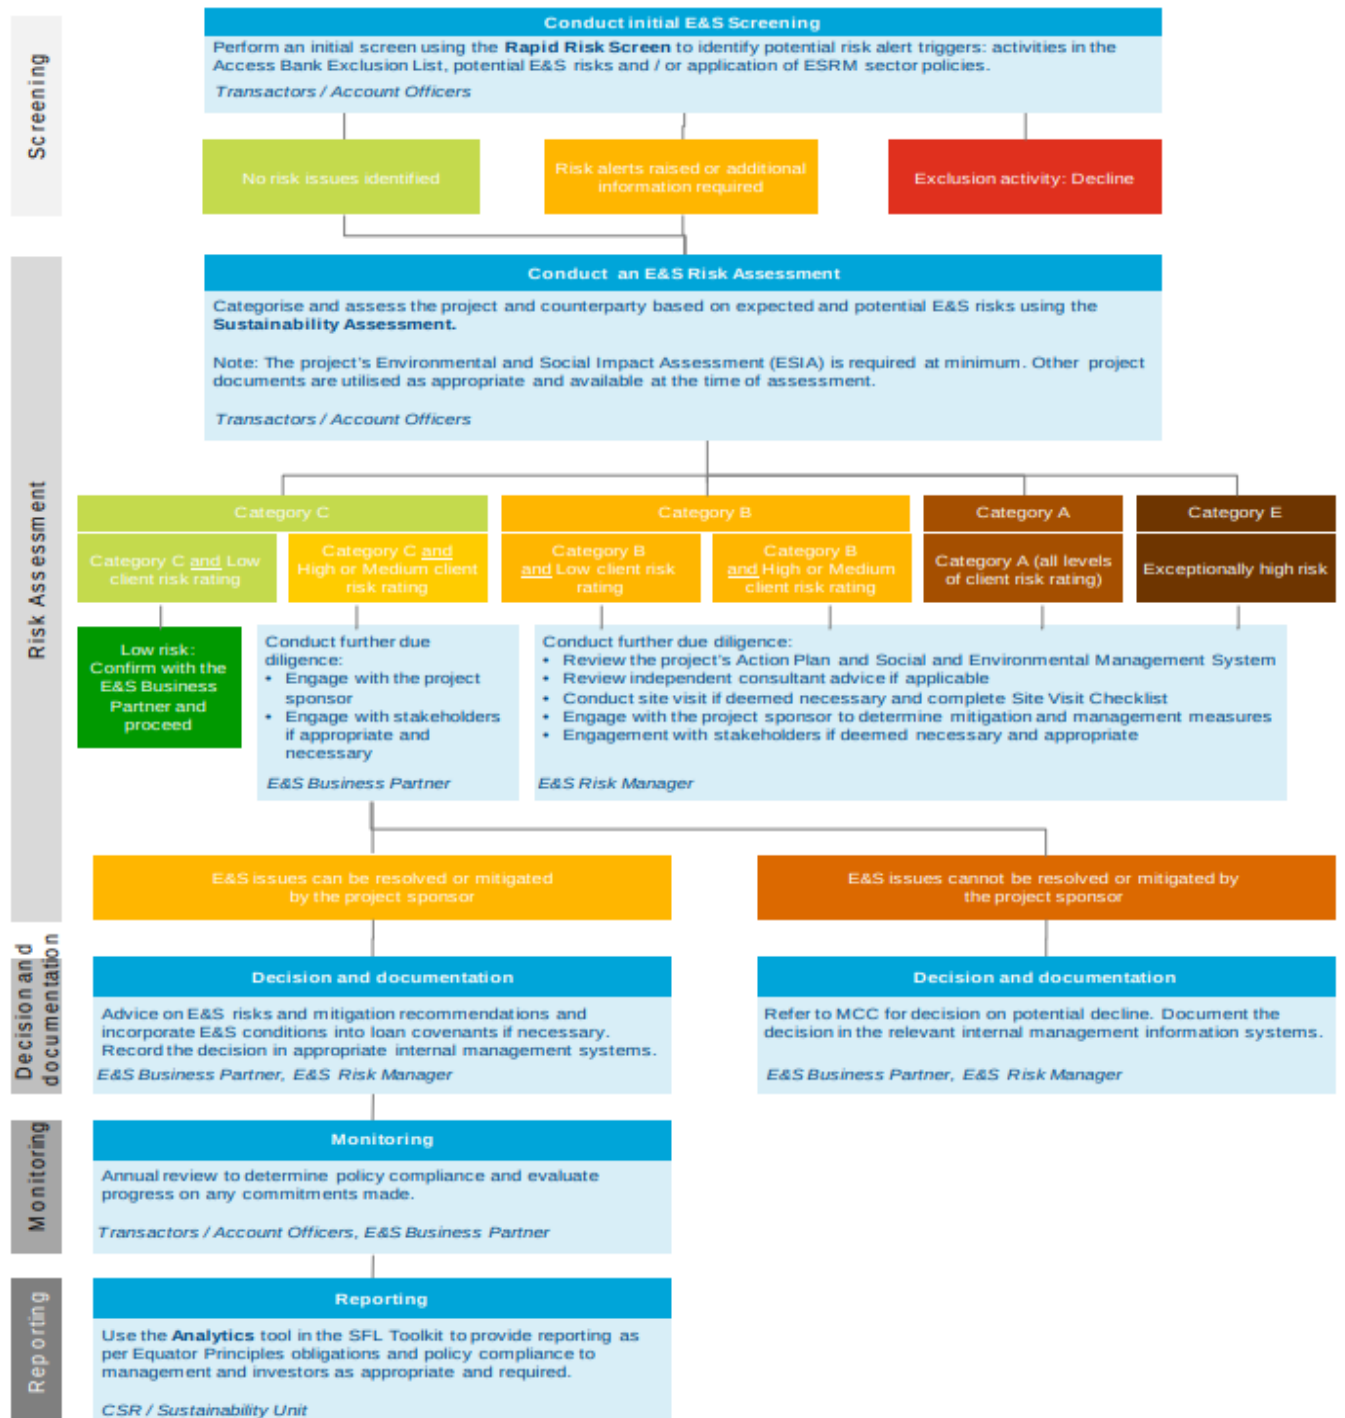 Screening
Conduct initial E&S Screening
Perform an initial screen using the Rapid Risk Screen to identify potential risk alert triggers: activities in the
Access Bank Exclusion List, potential E&S risks and / or application of ESRM sector policies.
Transactors / Account Officers
No risk issues identified
Risk alerts raised or additional
information required
Exclusion activity: Decline
Risk Assessment
Conduct an E&S Risk Assessment
Categorise and assess the project and counterparty based on expected and potential E&S risks using the
Sustainability Assessment.
Note: The project's Environmental and Social Impact Assessment (ESIA) is required at minimum. Other project
documents are utilised as appropriate and available at the time of assessment.
Transactors / Account Officers
Category C
Category C and Low
client risk rating
Category C and
High or Medium client
risk rating
Category B
Category B
and Low client risk
rating
Category B
and High or Medium
client risk rating
Category A
Category A (all levels
of client risk rating)
Category E
Exceptionally high risk
Low risk:
Confirm with the
E&S Business
Partner and
proceed
Conduct further due
diligence:
• Engage with the project
sponsor
• Engage with stakeholders
if appropriate and
necessary
E&S Business Partner
Conduct further due diligence:
• Review the project's Action Plan and Social and Environmental Management System
• Review independent consultant advice if applicable
• Conduct site visit if deemed necessary and complete Site Visit Checklist
• Engage with the project sponsor to determine mitigation and management measures
• Engagement with stakeholders if deemed necessary and appropriate
E&S Risk Manager
E&S issues can be resolved or mitigated
by the project sponsor
E&S issues cannot be resolved or mitigated by
the project sponsor
Decision and
documentation
Decision and documentation
Advice on E&S risks and mitigation recommendations and
incorporate E&S conditions into loan covenants if necessary.
Record the decision in appropriate internal management systems.
E&S Business Partner, E&S Risk Manager
Decision and documentation
Refer to MCC for decision on potential decline. Document the
decision in the relevant internal management information systems.
E&S Business Partner, E&S Risk Manager
Monitoring
Monitoring
Annual review to determine policy compliance and evaluate
progress on any commitments made.
Transactors / Account Officers, E&S Business Partner
Reporting
Reporting
Use the Analytics tool in the SFL Toolkit to provide reporting as
per Equator Principles obligations and policy compliance to
management and investors as appropriate and required.
CSR / Sustainability Unit